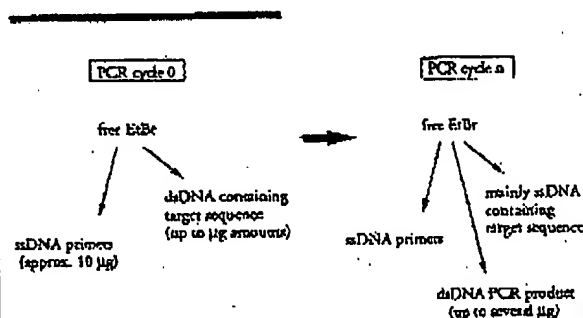 PCR cycle 0
free EtBr
dsDNA containing
target sequence
(up to µg amounts)
ssDNA primers
(approx. 10 µg)
PCR cycle n
free EtBr
mainly ssDNA
containing
target sequence
ssDNA primers
dsDNA PCR product
(up to several µg)